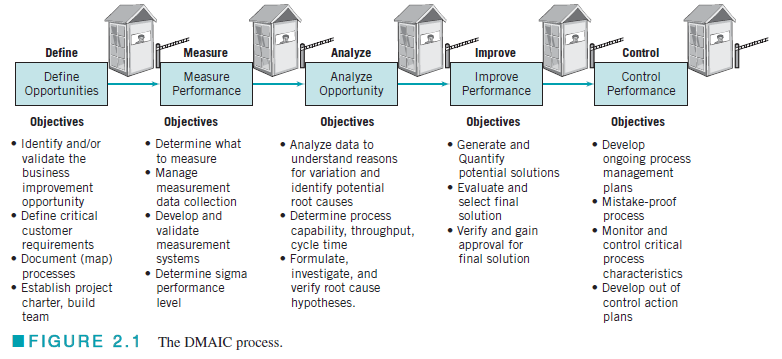 Define
Measure
Analyze
Improve
Control
Define
Opportunities
Measure
Performance
Analyze
Opportunity
Improve
Performance
Control
Performance
Objectives
• Identify and/or
validate the
business
improvement
opportunity
• Define critical
customer
requirements
• Document (map)
processes
• Establish project
charter, build
team
Objectives
• Determine what
to measure
• Manage
measurement
data collection
• Develop and
validate
measurement
systems
• Determine sigma
performance
level
Objectives
• Analyze data to
understand reasons
for variation and
identify potential
root causes
• Determine process
capability, throughput,
cycle time
• Formulate,
investigate, and
verify root cause
hypotheses.
Objectives
• Generate and
Quantify
potential solutions
• Evaluate and
select final
solution
• Verify and gain
approval for
final solution
Objectives
• Develop
ongoing process
management
plans
• Mistake-proof
process
• Monitor and
control critical
process
characteristics
• Develop out of
control action
plans
■ FIGURE 2.1 The DMAIC process.